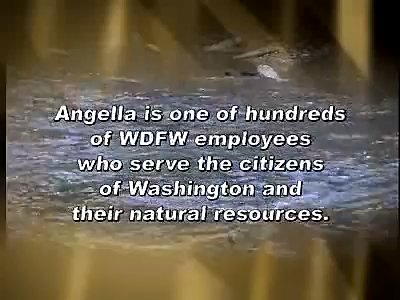 Angella is one of hundreds
of WDFW employees
who serve the citizens
of Washington and
their natural resources.